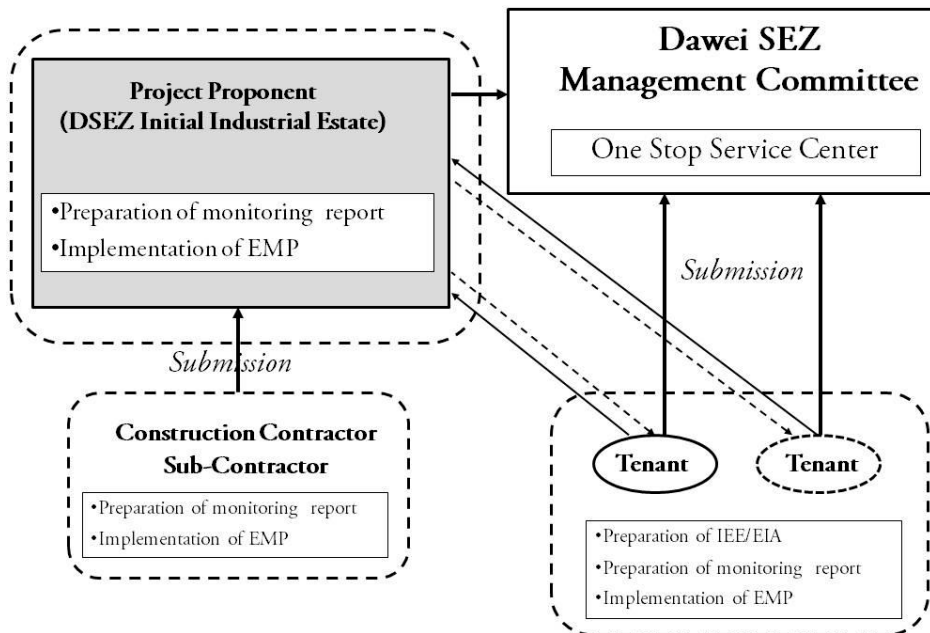 Project Proponent
(DSEZ Initial Industrial Estate)
•Preparation of monitoring report
•Implementation of EMP
Dawei SEZ
Management Committee
One Stop Service Center
Submission
Submission
Construction Contractor
Sub-Contractor
•Preparation of monitoring report
•Implementation of EMP
Tenant
Tenant
•Preparation of IEE/EIA
•Preparation of monitoring report
•Implementation of EMP